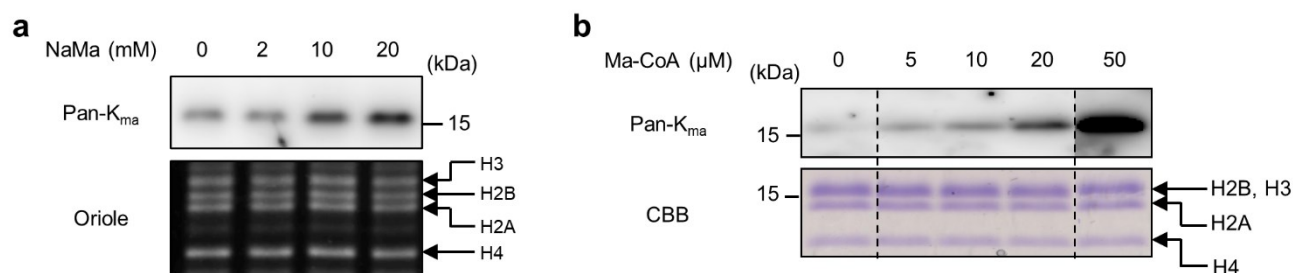 a
NaMa (mM) 0 2 10 20 (kDa)
Pan-Kma 15
Oriole
H3
H2B
H2A
H4
b
Ma-CoA (μM) 0 5 10 20 50
(kDa)
Pan-Kma 15
15
CBB
H2B, H3
H2A
H4